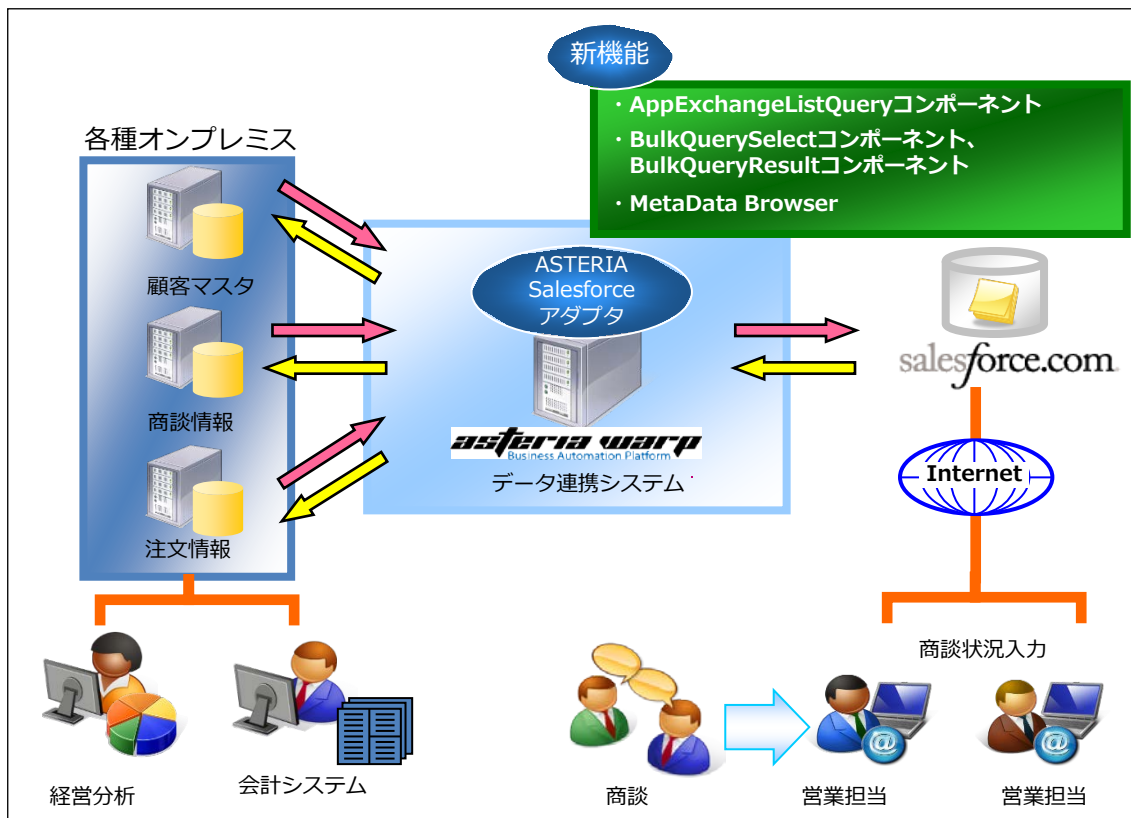 新機能
・AppExchangeListQueryコンポーネント
・BulkQuerySelectコンポーネント、
BulkQueryResultコンポーネント
・MetaData Browser
各種オンプレミス
顧客マスタ
商談情報
注文情報
ASTERIA
Salesforce
アダプタ
asteria warp
Business Automation Platform
データ連携システム
salesforce.com
Internet
商談状況入力
経営分析
会計システム
商談
営業担当
営業担当